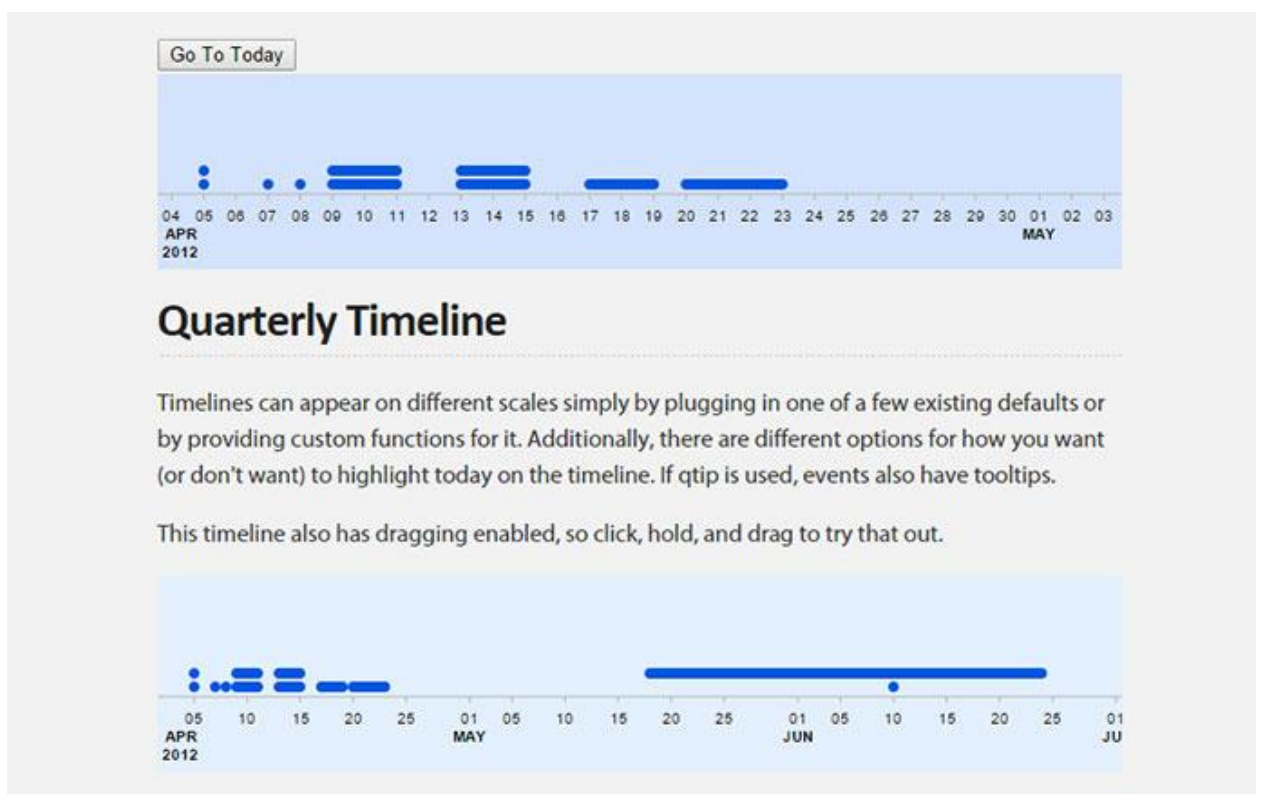 Go To Today
04 05 06 07 08 09 10 11 12 13 14 15 16 17 18 19 20 21 22 23 24 25 26 27 28 29 30 01 02 03
APR MAY
2012
Quarterly Timeline
Timelines can appear on different scales simply by plugging in one of a few existing defaults or
by providing custom functions for it. Additionally, there are different options for how you want
(or don't want) to highlight today on the timeline. If qtip is used, events also have tooltips.
This timeline also has dragging enabled, so click, hold, and drag to try that out.
05 10 15 20 25 01 05 10 15 20 25 01 05 10 15 20 25 01
APR MAY JUN JU
2012